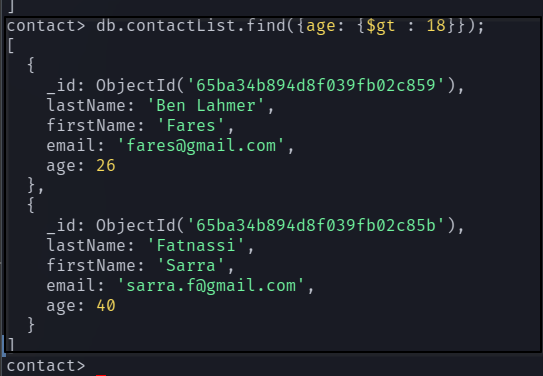 ]
contact> db.contactList.find({age: {$gt : 18}});
[
  {
    _id: ObjectId('65ba34b894d8f039fb02c859'),
    lastName: 'Ben Lahmer',
    firstName: 'Fares',
    email: 'fares@gmail.com',
    age: 26
  },
  {
    _id: ObjectId('65ba34b894d8f039fb02c85b'),
    lastName: 'Fatnassi',
    firstName: 'Sarra',
    email: 'sarra.f@gmail.com',
    age: 40
  }
]
contact>